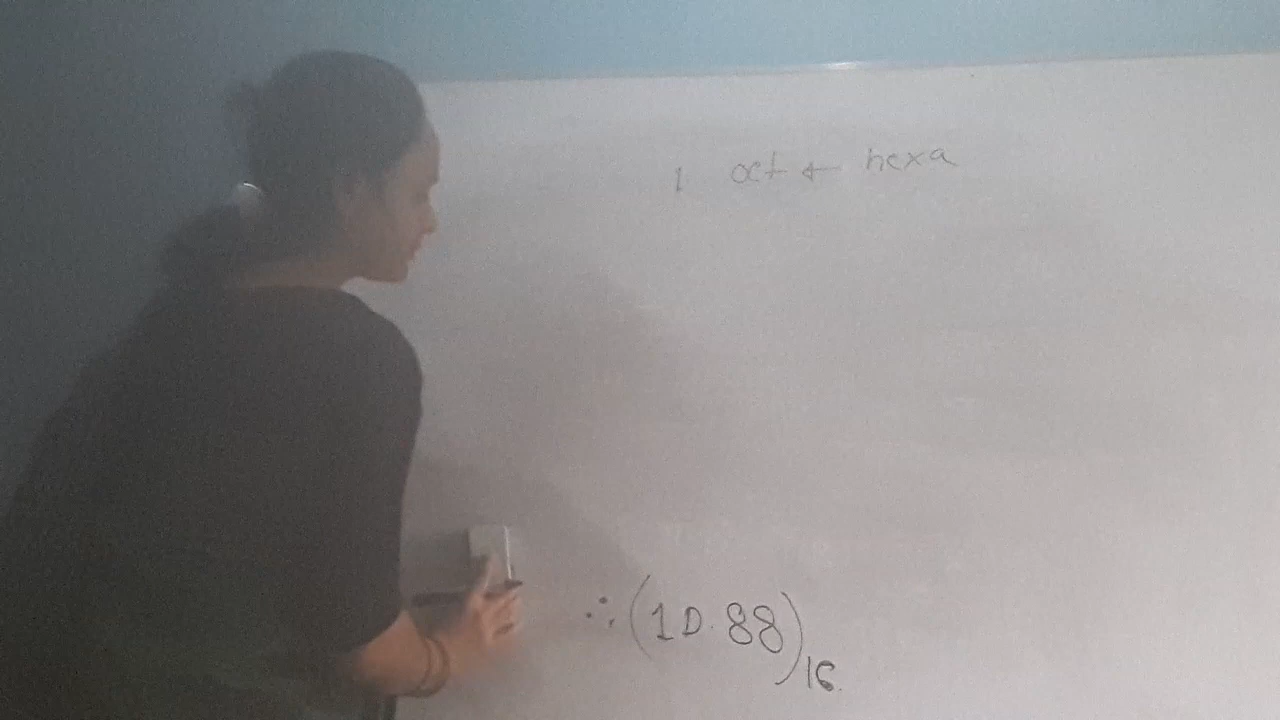 1 oct ← hexa
∴ (1D.88)16